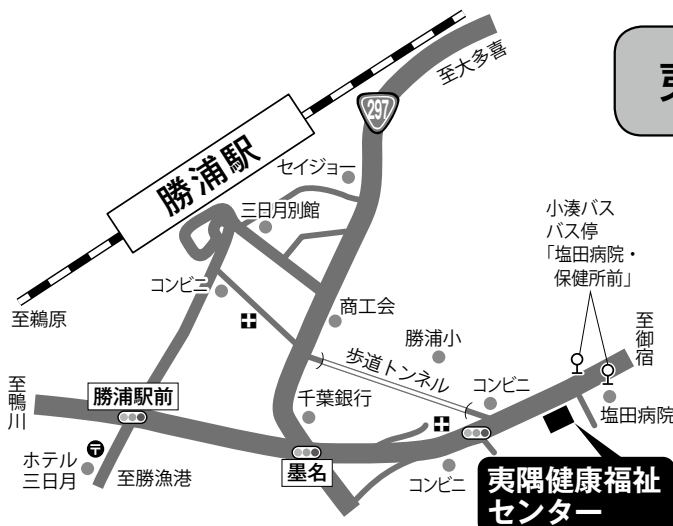 至大多喜
297
夷
勝浦駅
セイジョー
三日月別館
小湊バス
バス停
「塩田病院・
保健所前」
コンビニ
商工会
至鵜原
勝浦小
至御宿
歩道トンネル
至鴨川
勝浦駅前
コンビニ
千葉銀行
塩田病院
墨名
ホテル
三日月
至勝漁港
コンビニ
夷隅健康福祉
センター